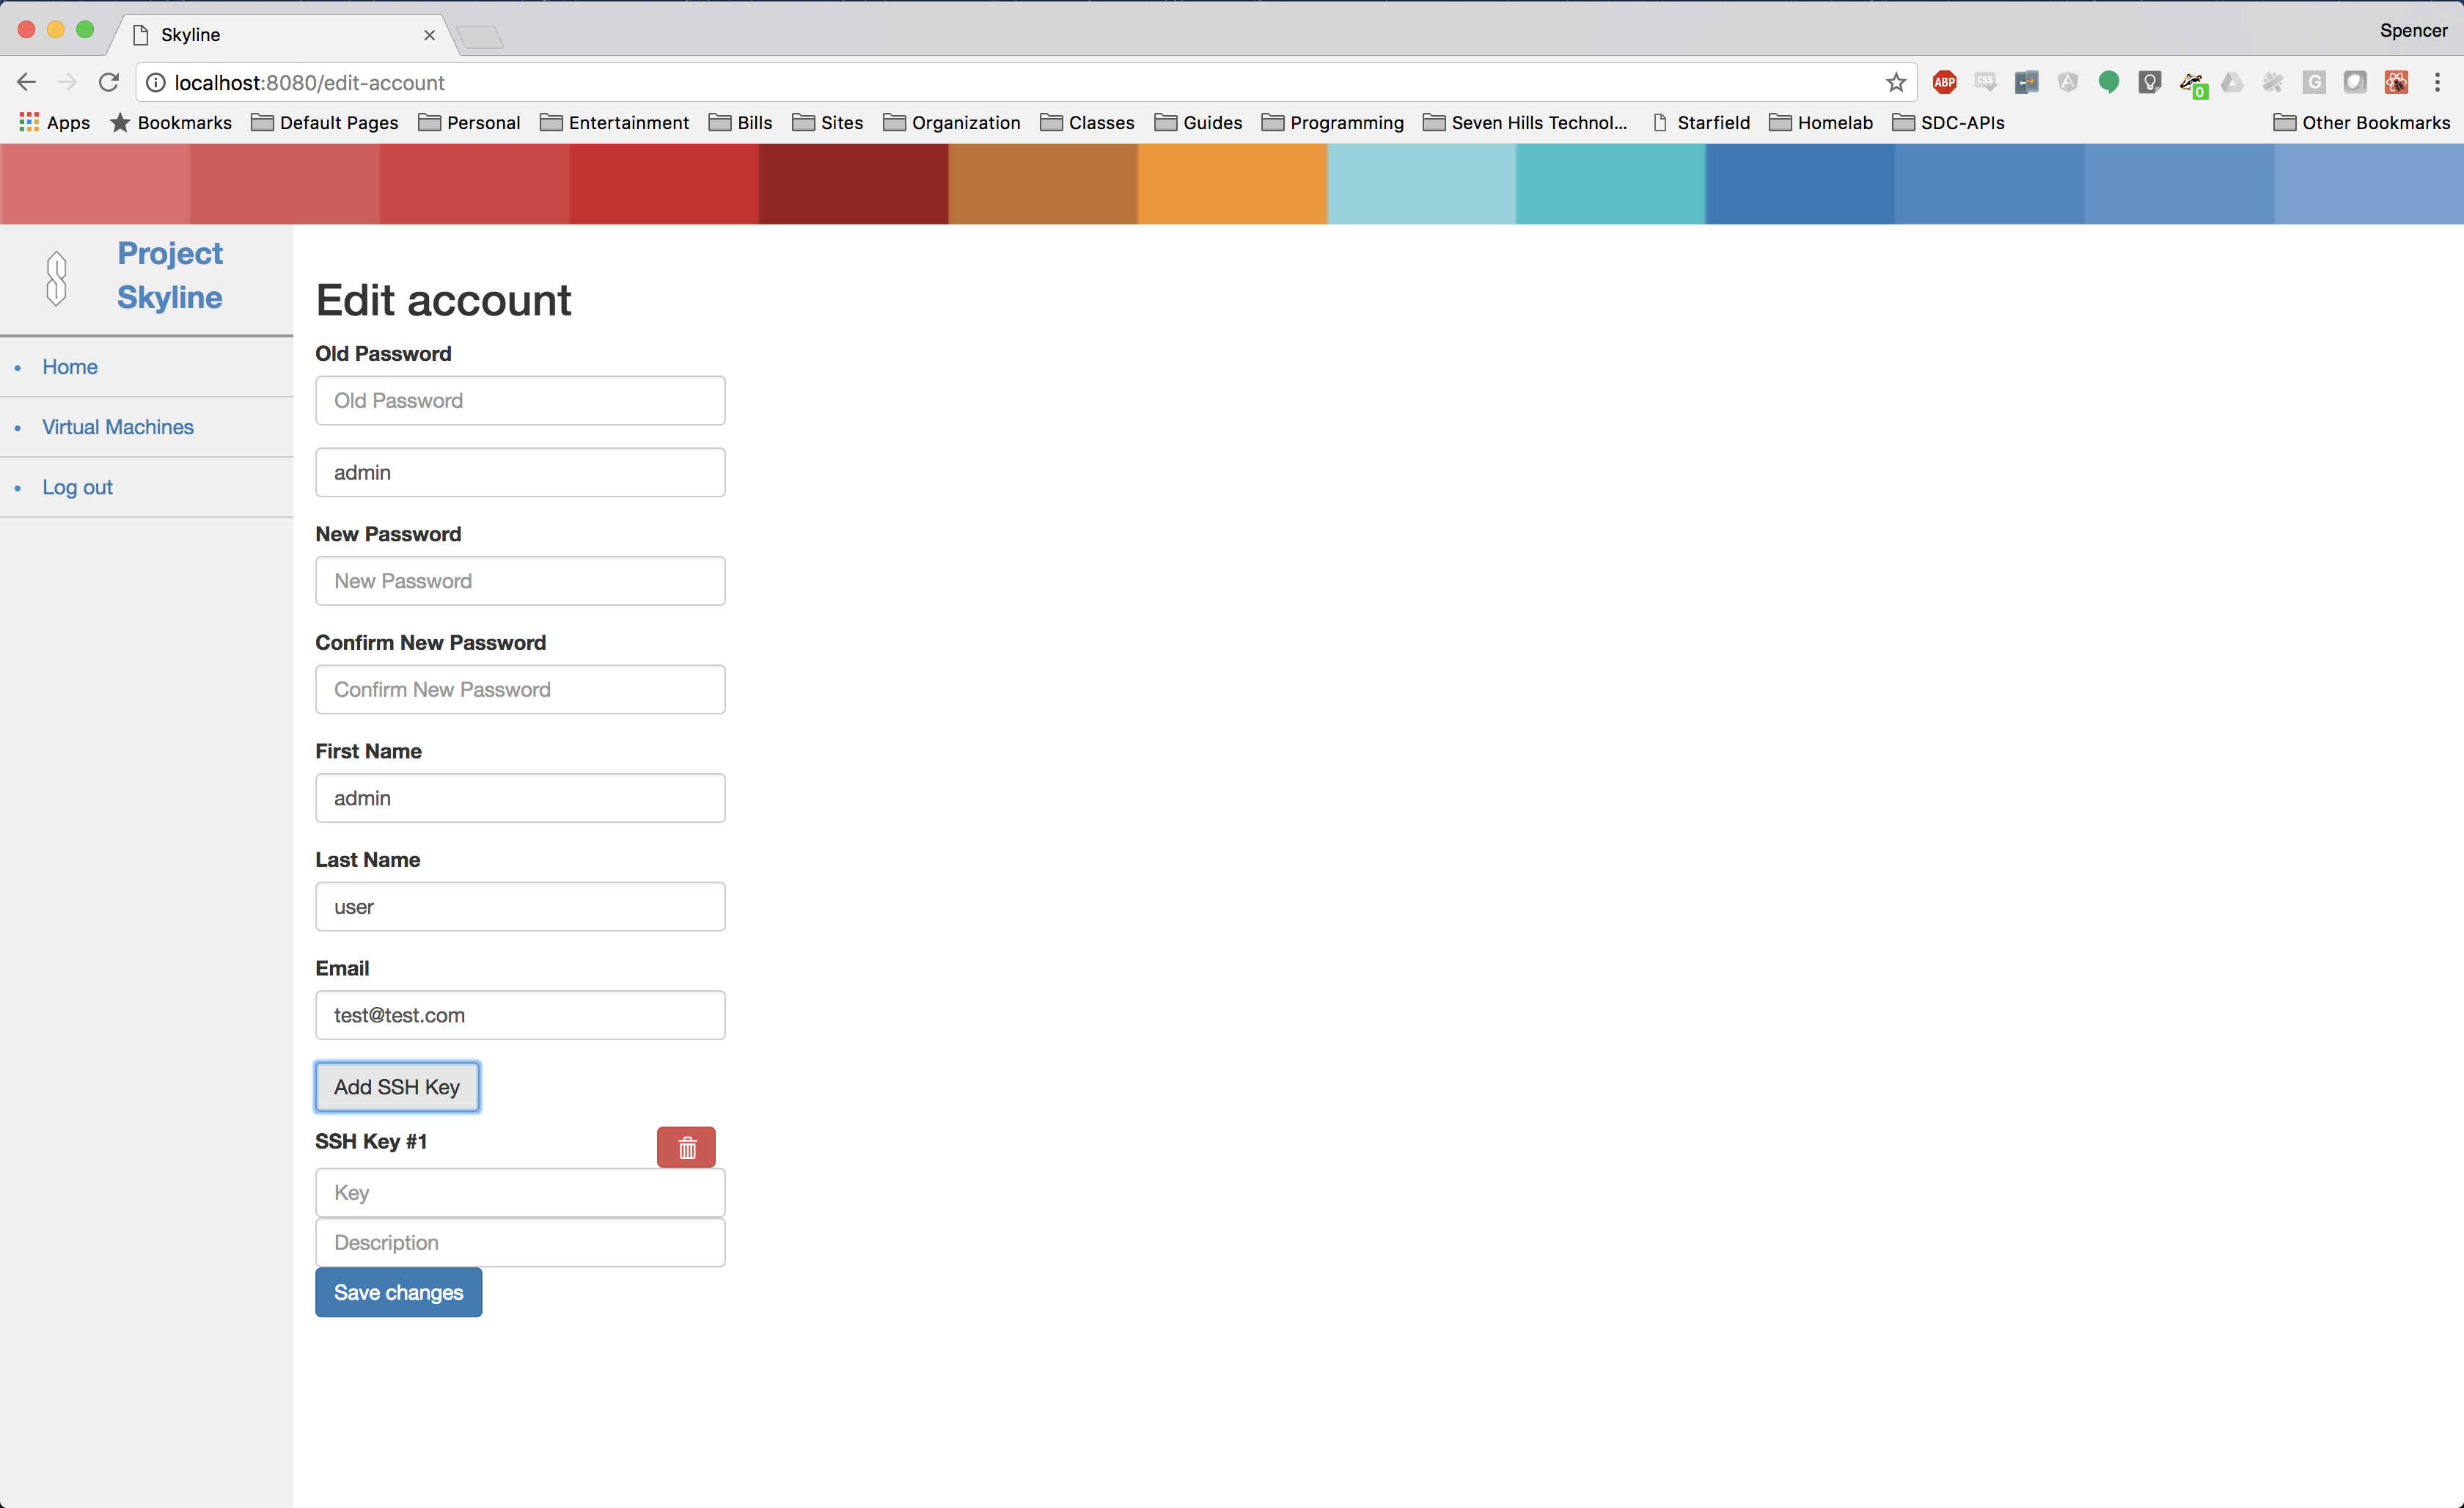 Skyline
Spencer
localhost:8080/edit-account
ABP
CSS
0
G
Apps
Bookmarks
Default Pages
Personal
Entertainment
Bills
Sites
Organization
Classes
Guides
Programming
Seven Hills Technol...
Starfield
Homelab
SDC-APIs
Other Bookmarks
Project
Skyline
Home
Virtual Machines
Log out
Edit account
Old Password
Old Password
admin
New Password
New Password
Confirm New Password
Confirm New Password
First Name
admin
Last Name
user
Email
test@test.com
Add SSH Key
SSH Key #1
Key
Description
Save changes